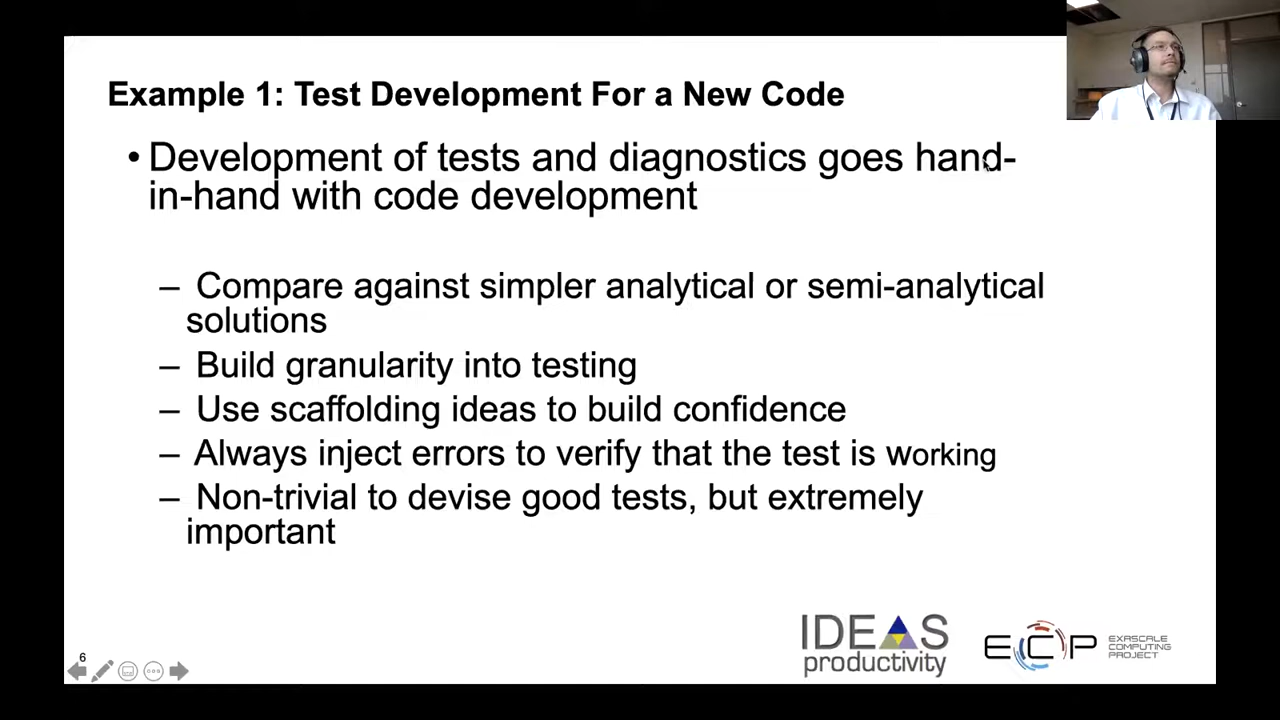 Example 1: Test Development For a New Code
• Development of tests and diagnostics goes hand-
in-hand with code development
– Compare against simpler analytical or semi-analytical
solutions
– Build granularity into testing
– Use scaffolding ideas to build confidence
– Always inject errors to verify that the test is working
– Non-trivial to devise good tests, but extremely
important
6
IDEAS
productivity
ECP
EXASCALE
COMPUTING
PROJECT